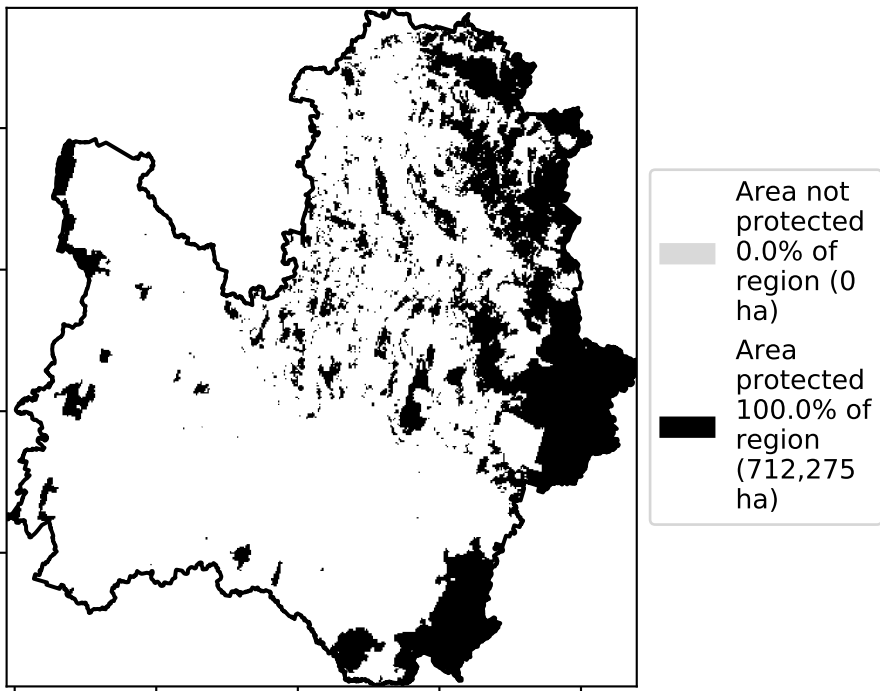 Area not
protected
0.0% of
region (0
ha)
Area
protected
100.0% of
region
(712,275
ha)